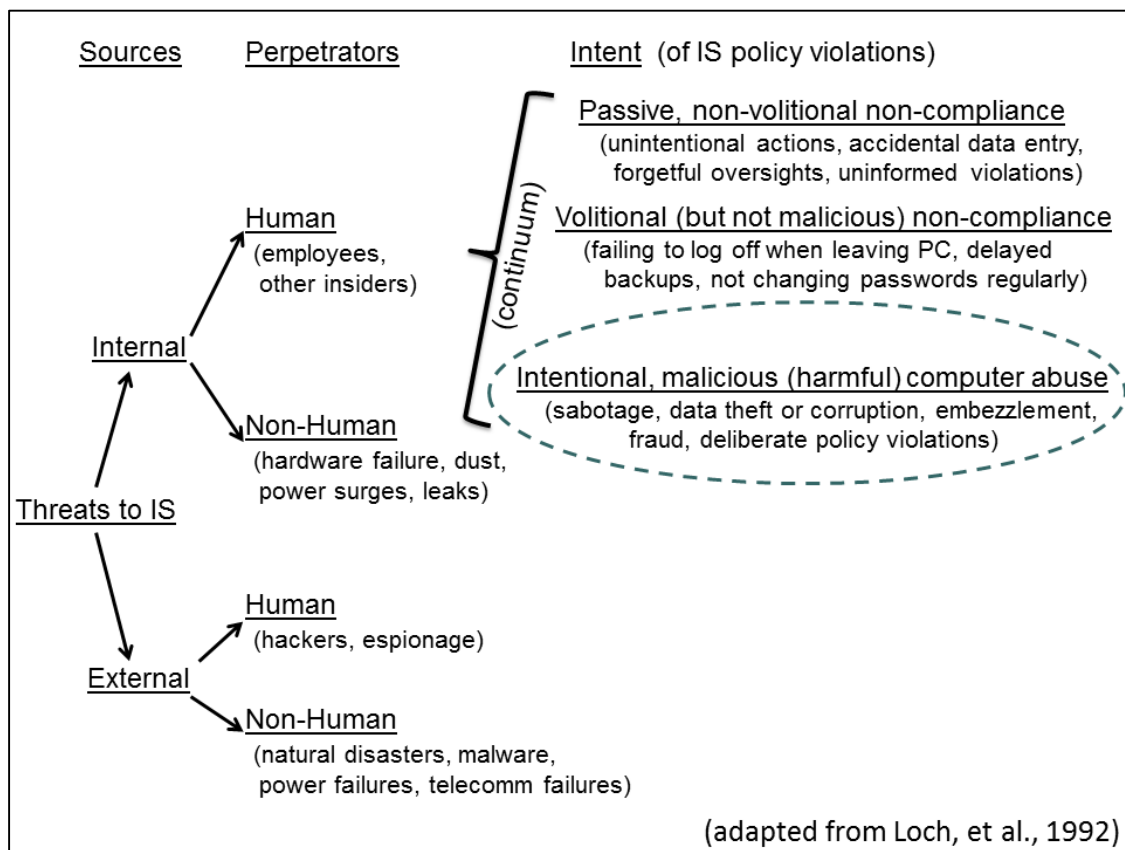 Sources
Perpetrators
Intent (of IS policy violations)
Passive, non-volitional non-compliance
(unintentional actions, accidental data entry,
forgetful oversights, uninformed violations)
Volitional (but not malicious) non-compliance
(failing to log off when leaving PC, delayed
backups, not changing passwords regularly)
Intentional, malicious (harmful) computer abuse
(sabotage, data theft or corruption, embezzlement,
fraud, deliberate policy violations)
(continuum)
Human
(employees,
other insiders)
Internal
Non-Human
(hardware failure, dust,
power surges, leaks)
Threats to IS
Human
(hackers, espionage)
External
Non-Human
(natural disasters, malware,
power failures, telecomm failures)
(adapted from Loch, et al., 1992)